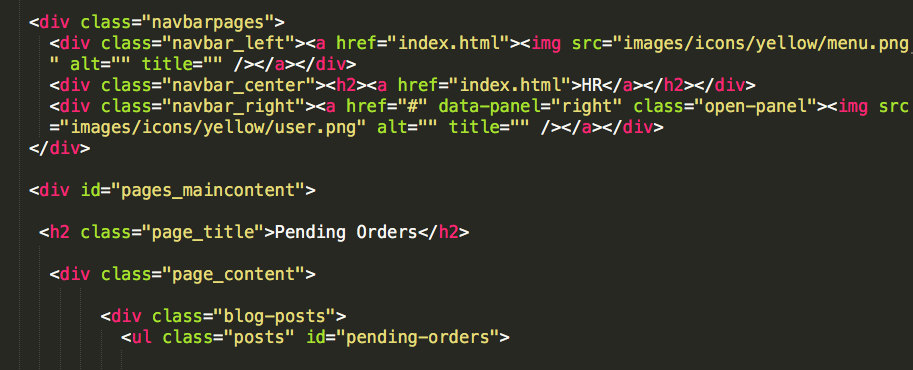 <div class="navbarpages">
<div class="navbar_left"><a href="index.html"><img src="images/icons/yellow/menu.png
" alt="" title="" /></a></div>
<div class="navbar_center"><h2><a href="index.html">HR</a></h2></div>
<div class="navbar_right"><a href="#" data-panel="right" class="open-panel"><img src
="images/icons/yellow/user.png" alt="" title="" /></a></div>
</div>
<div id="pages_maincontent">
<h2 class="page_title">Pending Orders</h2>
<div class="page_content">
<div class="blog-posts">
<ul class="posts" id="pending-orders">